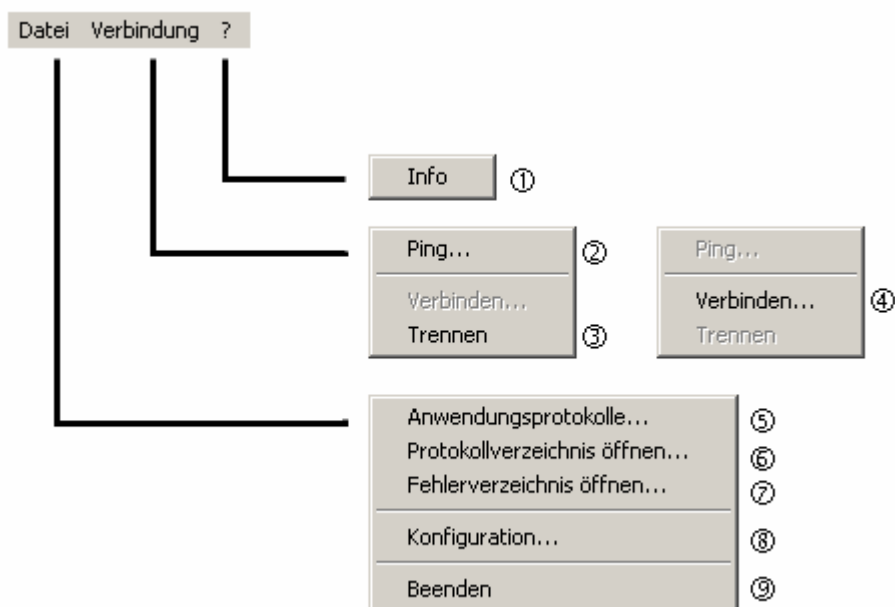 Datei Verbindung ?
Info ①
Ping... ②
Verbinden...
Trennen ③
Ping...
Verbinden... ④
Trennen
Anwendungsprotokolle... ⑤
Protokollverzeichnis öffnen... ⑥
Fehlerverzeichnis öffnen... ⑦
Konfiguration... ⑧
Beenden ⑨